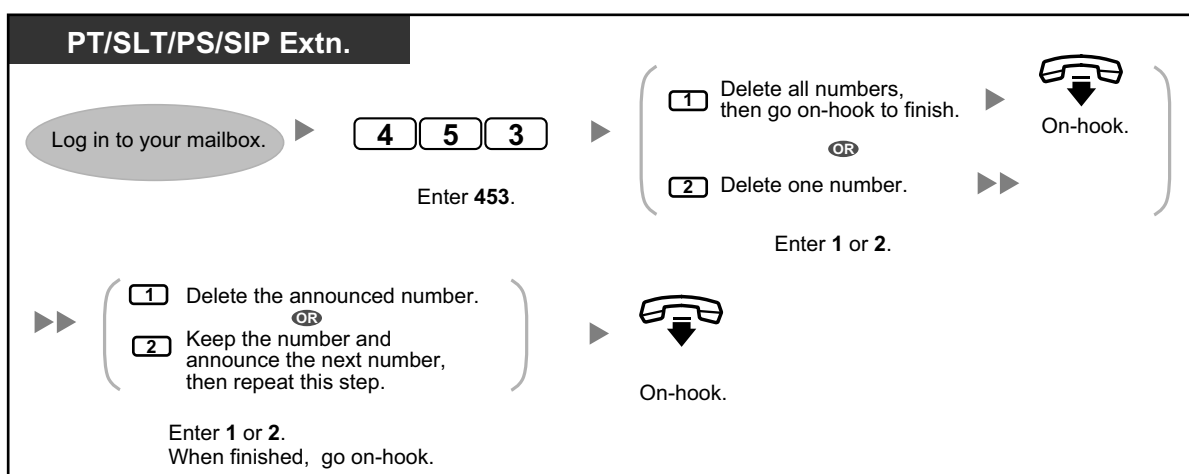 PT/SLT/PS/SIP Extn.
Log in to your mailbox.
4 5 3
Enter 453.
1 Delete all numbers,
then go on-hook to finish.
OR
2 Delete one number.
Enter 1 or 2.
On-hook.
1 Delete the announced number.
OR
2 Keep the number and
announce the next number,
then repeat this step.
Enter 1 or 2.
When finished, go on-hook.
On-hook.